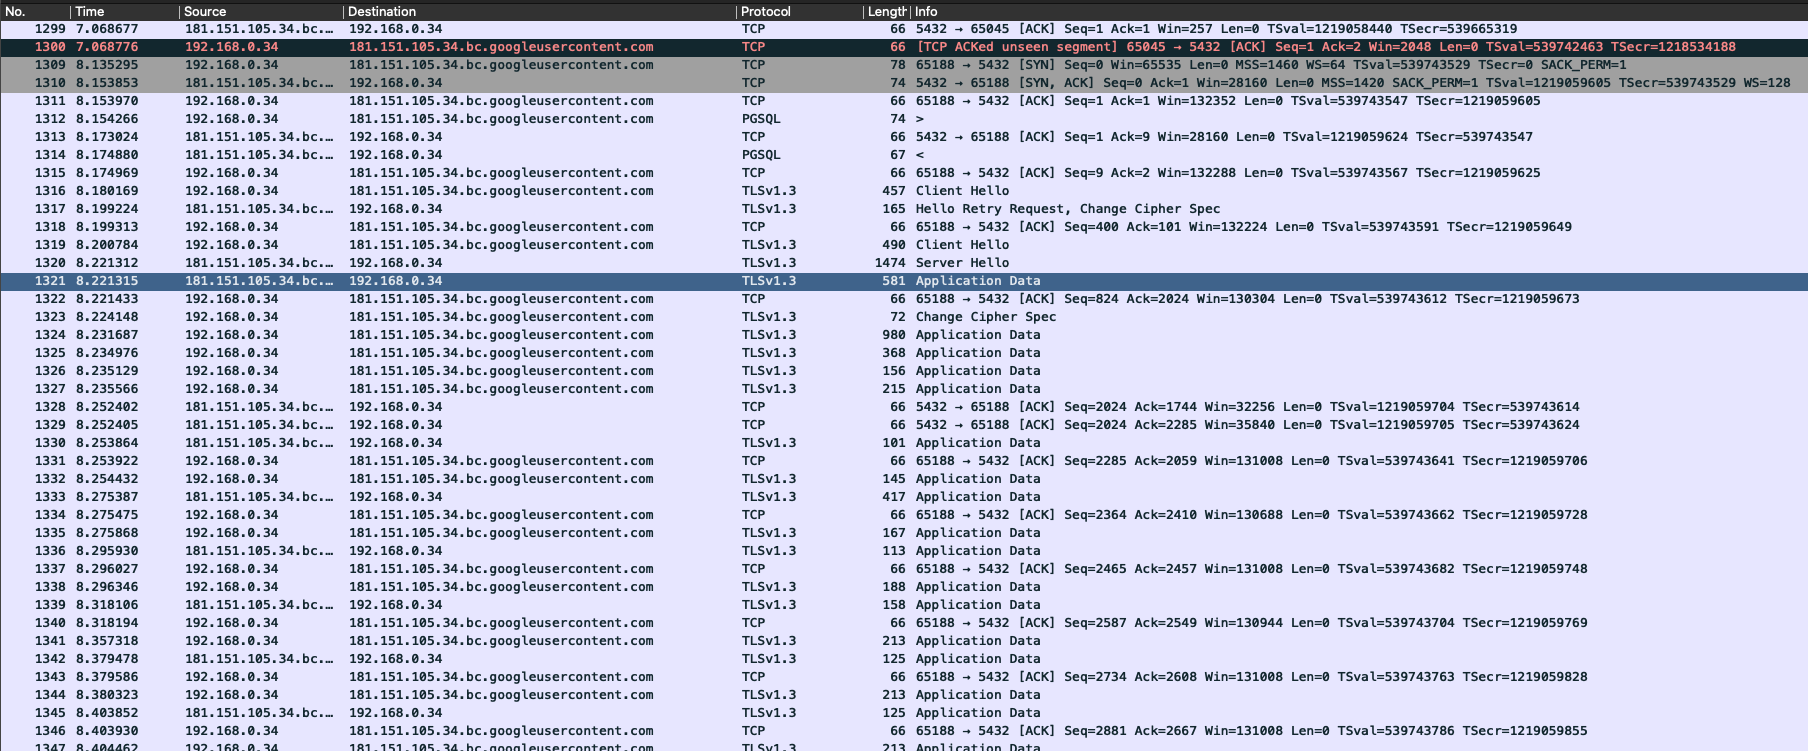 No. Time Source Destination Protocol Length Info
1299 7.068677 181.151.105.34.bc.… 192.168.0.34 TCP 66 5432 → 65045 [ACK] Seq=1 Ack=1 Win=257 Len=0 TSval=1219058440 TSecr=539665319
1300 7.068776 192.168.0.34 181.151.105.34.bc.googleusercontent.com TCP 66 [TCP ACKed unseen segment] 65045 → 5432 [ACK] Seq=1 Ack=2 Win=2048 Len=0 TSval=539742463 TSecr=1218534188
1309 8.135295 192.168.0.34 181.151.105.34.bc.googleusercontent.com TCP 78 65188 → 5432 [SYN] Seq=0 Win=65535 Len=0 MSS=1460 WS=64 TSval=539743529 TSecr=0 SACK_PERM=1
1310 8.153853 181.151.105.34.bc.… 192.168.0.34 TCP 74 5432 → 65188 [SYN, ACK] Seq=0 Ack=1 Win=28160 Len=0 MSS=1420 SACK_PERM=1 TSval=1219059605 TSecr=539743529 WS=128
1311 8.153970 192.168.0.34 181.151.105.34.bc.googleusercontent.com TCP 66 65188 → 5432 [ACK] Seq=1 Ack=1 Win=132352 Len=0 TSval=539743547 TSecr=1219059605
1312 8.154266 192.168.0.34 181.151.105.34.bc.googleusercontent.com PGSQL 74 >
1313 8.173024 181.151.105.34.bc.… 192.168.0.34 TCP 66 5432 → 65188 [ACK] Seq=1 Ack=9 Win=28160 Len=0 TSval=1219059624 TSecr=539743547
1314 8.174880 181.151.105.34.bc.… 192.168.0.34 PGSQL 67 <
1315 8.174969 192.168.0.34 181.151.105.34.bc.googleusercontent.com TCP 66 65188 → 5432 [ACK] Seq=9 Ack=2 Win=132288 Len=0 TSval=539743567 TSecr=1219059625
1316 8.180169 192.168.0.34 181.151.105.34.bc.googleusercontent.com TLSv1.3 457 Client Hello
1317 8.199224 181.151.105.34.bc.… 192.168.0.34 TLSv1.3 165 Hello Retry Request, Change Cipher Spec
1318 8.199313 192.168.0.34 181.151.105.34.bc.googleusercontent.com TCP 66 65188 → 5432 [ACK] Seq=400 Ack=101 Win=132224 Len=0 TSval=539743591 TSecr=1219059649
1319 8.200784 192.168.0.34 181.151.105.34.bc.googleusercontent.com TLSv1.3 490 Client Hello
1320 8.221312 181.151.105.34.bc.… 192.168.0.34 TLSv1.3 1474 Server Hello
1321 8.221315 181.151.105.34.bc.… 192.168.0.34 TLSv1.3 581 Application Data
1322 8.221433 192.168.0.34 181.151.105.34.bc.googleusercontent.com TCP 66 65188 → 5432 [ACK] Seq=824 Ack=2024 Win=130304 Len=0 TSval=539743612 TSecr=1219059673
1323 8.224148 192.168.0.34 181.151.105.34.bc.googleusercontent.com TLSv1.3 72 Change Cipher Spec
1324 8.231687 192.168.0.34 181.151.105.34.bc.googleusercontent.com TLSv1.3 980 Application Data
1325 8.234976 192.168.0.34 181.151.105.34.bc.googleusercontent.com TLSv1.3 368 Application Data
1326 8.235129 192.168.0.34 181.151.105.34.bc.googleusercontent.com TLSv1.3 156 Application Data
1327 8.235566 192.168.0.34 181.151.105.34.bc.googleusercontent.com TLSv1.3 215 Application Data
1328 8.252402 181.151.105.34.bc.… 192.168.0.34 TCP 66 5432 → 65188 [ACK] Seq=2024 Ack=1744 Win=32256 Len=0 TSval=1219059704 TSecr=539743614
1329 8.252405 181.151.105.34.bc.… 192.168.0.34 TCP 66 5432 → 65188 [ACK] Seq=2024 Ack=2285 Win=35840 Len=0 TSval=1219059705 TSecr=539743624
1330 8.253864 181.151.105.34.bc.… 192.168.0.34 TLSv1.3 101 Application Data
1331 8.253922 192.168.0.34 181.151.105.34.bc.googleusercontent.com TCP 66 65188 → 5432 [ACK] Seq=2285 Ack=2059 Win=131008 Len=0 TSval=539743641 TSecr=1219059706
1332 8.254432 192.168.0.34 181.151.105.34.bc.googleusercontent.com TLSv1.3 145 Application Data
1333 8.275387 181.151.105.34.bc.… 192.168.0.34 TLSv1.3 417 Application Data
1334 8.275475 192.168.0.34 181.151.105.34.bc.googleusercontent.com TCP 66 65188 → 5432 [ACK] Seq=2364 Ack=2410 Win=130688 Len=0 TSval=539743662 TSecr=1219059728
1335 8.275868 192.168.0.34 181.151.105.34.bc.googleusercontent.com TLSv1.3 167 Application Data
1336 8.295930 181.151.105.34.bc.… 192.168.0.34 TLSv1.3 113 Application Data
1337 8.296027 192.168.0.34 181.151.105.34.bc.googleusercontent.com TCP 66 65188 → 5432 [ACK] Seq=2465 Ack=2457 Win=131008 Len=0 TSval=539743682 TSecr=1219059748
1338 8.296346 192.168.0.34 181.151.105.34.bc.googleusercontent.com TLSv1.3 188 Application Data
1339 8.318106 181.151.105.34.bc.… 192.168.0.34 TLSv1.3 158 Application Data
1340 8.318194 192.168.0.34 181.151.105.34.bc.googleusercontent.com TCP 66 65188 → 5432 [ACK] Seq=2587 Ack=2549 Win=130944 Len=0 TSval=539743704 TSecr=1219059769
1341 8.357318 192.168.0.34 181.151.105.34.bc.googleusercontent.com TLSv1.3 213 Application Data
1342 8.379478 181.151.105.34.bc.… 192.168.0.34 TLSv1.3 125 Application Data
1343 8.379586 192.168.0.34 181.151.105.34.bc.googleusercontent.com TCP 66 65188 → 5432 [ACK] Seq=2734 Ack=2608 Win=131008 Len=0 TSval=539743763 TSecr=1219059828
1344 8.380323 192.168.0.34 181.151.105.34.bc.googleusercontent.com TLSv1.3 213 Application Data
1345 8.403852 181.151.105.34.bc.… 192.168.0.34 TLSv1.3 125 Application Data
1346 8.403930 192.168.0.34 181.151.105.34.bc.googleusercontent.com TCP 66 65188 → 5432 [ACK] Seq=2881 Ack=2667 Win=131008 Len=0 TSval=539743786 TSecr=1219059855
1347 8.404462 192.168.0.34 181.151.105.34.bc.googleusercontent.com TLSv1.3 213 Application Data